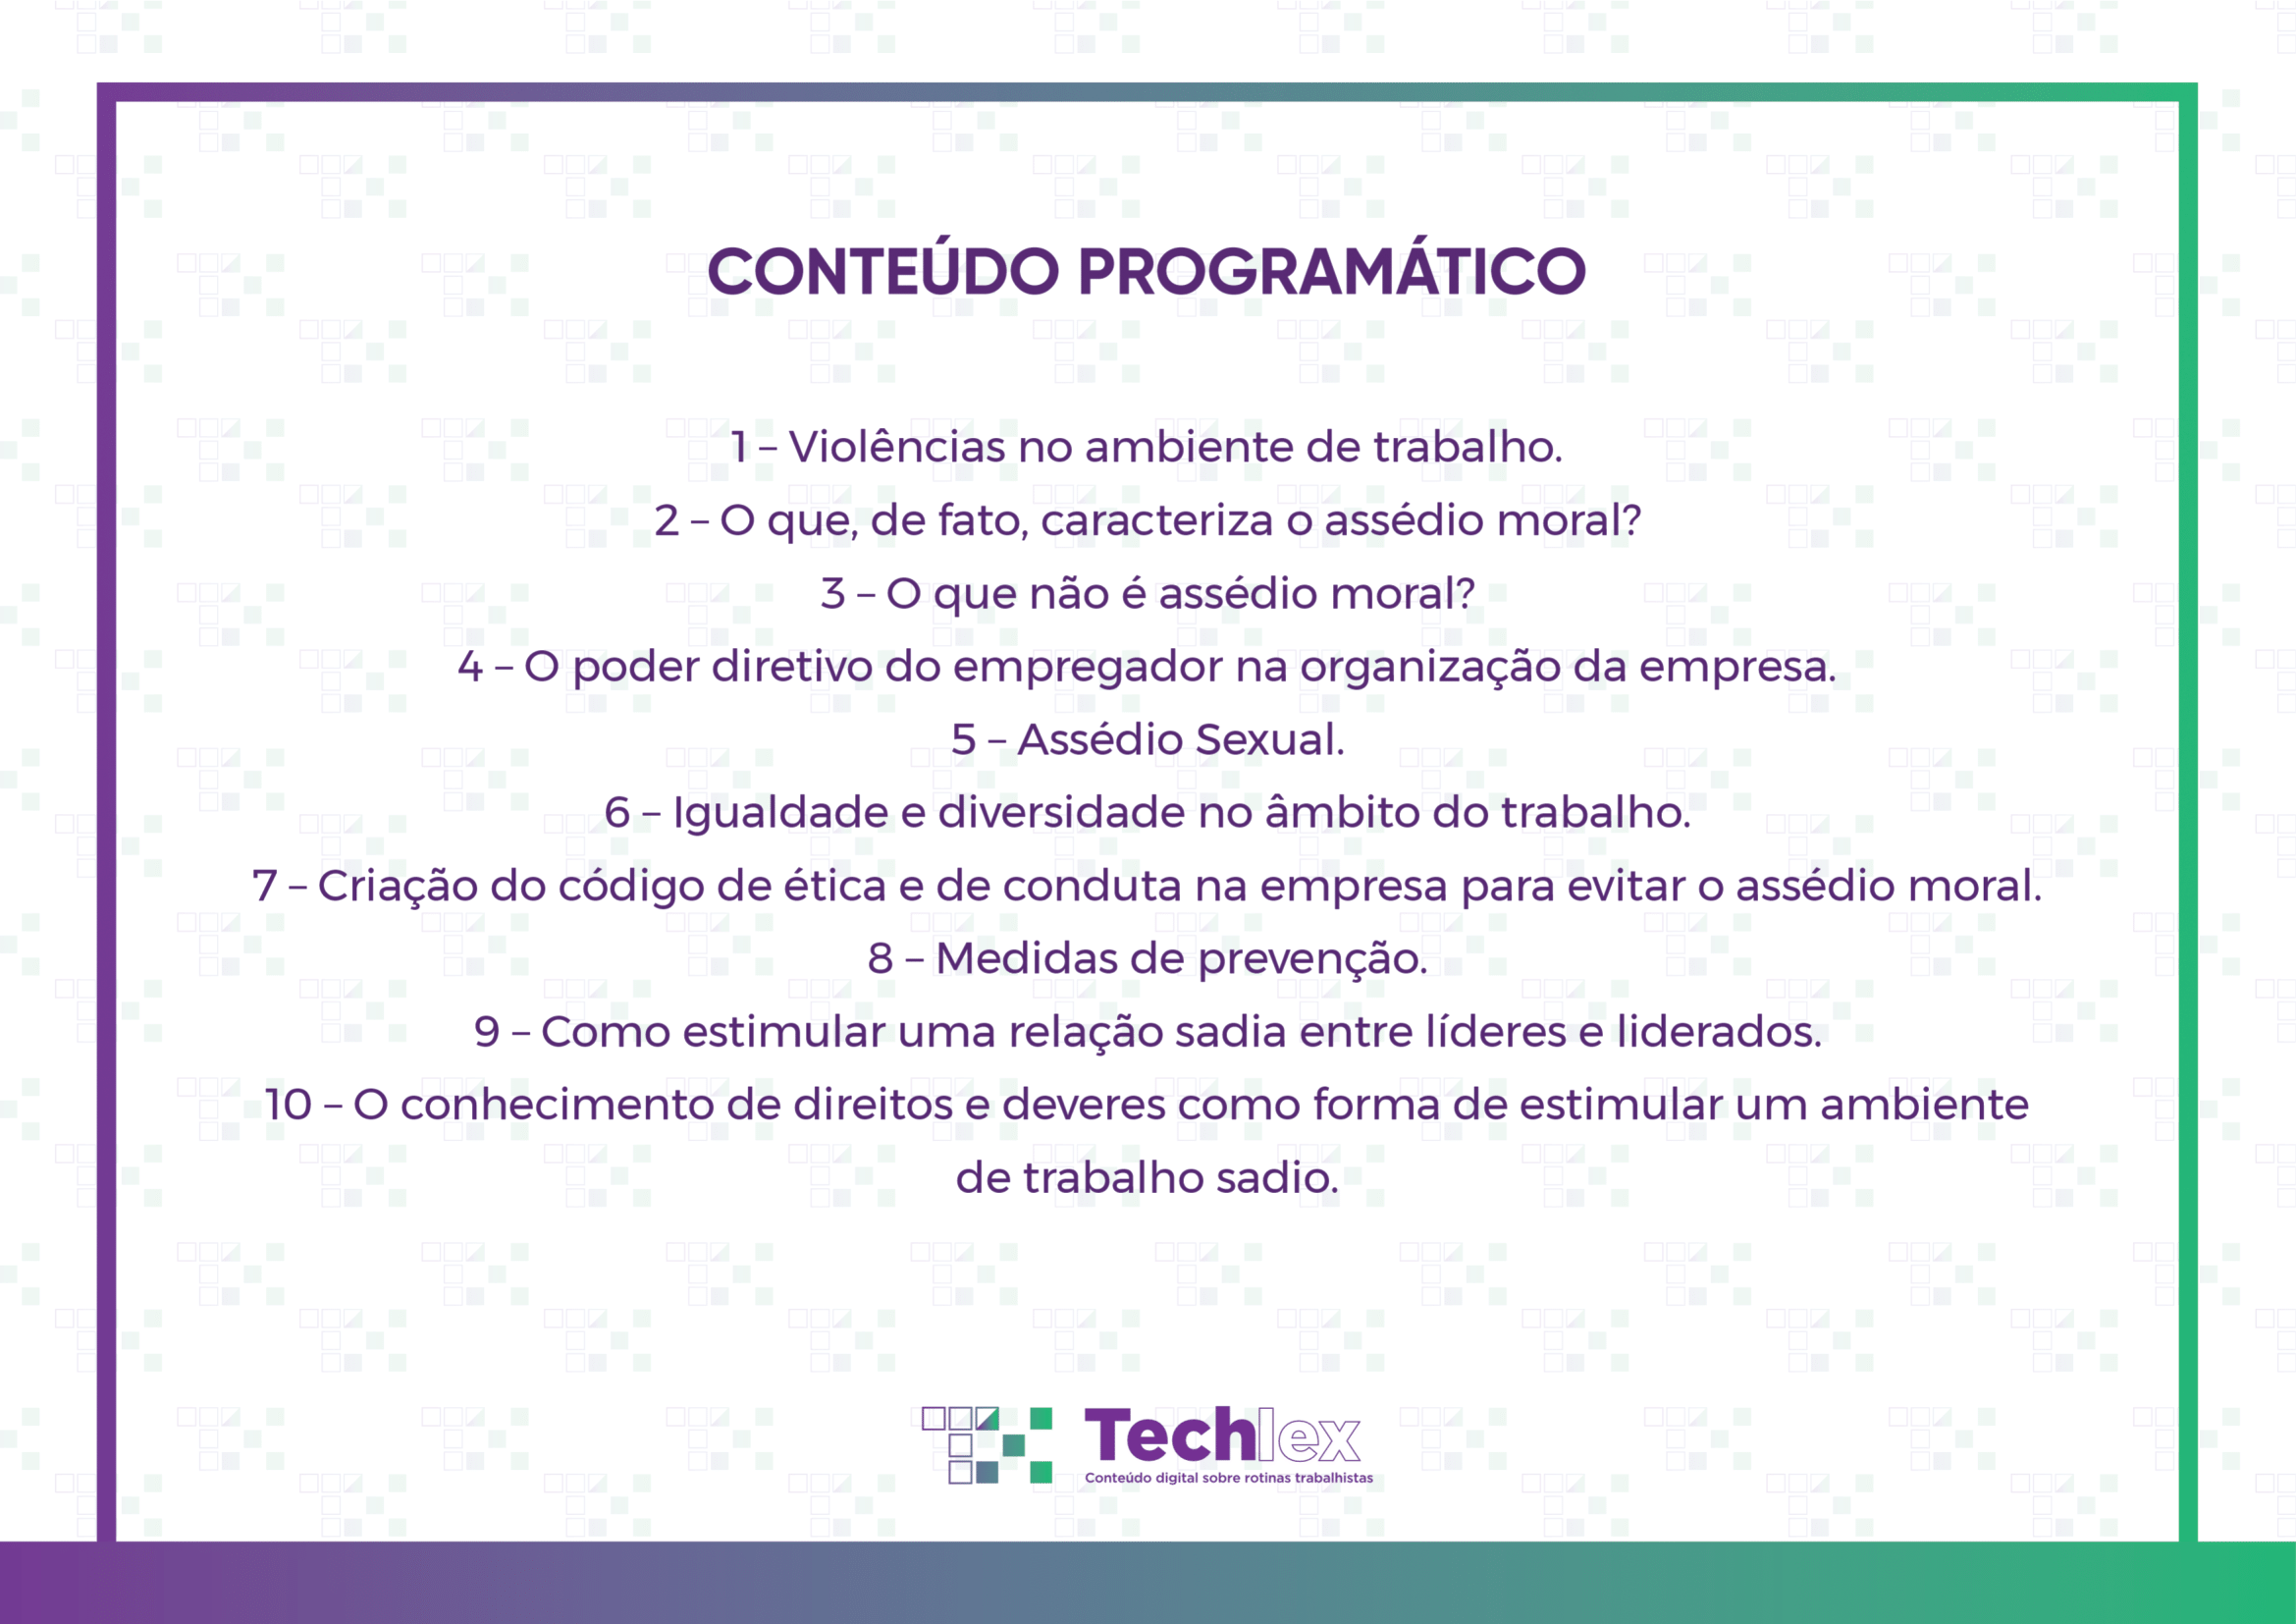 CONTEÚDO PROGRAMÁTICO
1 – Violências no ambiente de trabalho.
2 – O que, de fato, caracteriza o assédio moral?
3 – O que não é assédio moral?
4 – O poder diretivo do empregador na organização da empresa.
5 – Assédio Sexual.
6 – Igualdade e diversidade no âmbito do trabalho.
7 – Criação do código de ética e de conduta na empresa para evitar o assédio moral.
8 – Medidas de prevenção.
9 – Como estimular uma relação sadia entre líderes e liderados.
10 – O conhecimento de direitos e deveres como forma de estimular um ambiente
de trabalho sadio.
Techlex
Conteúdo digital sobre rotinas trabalhistas